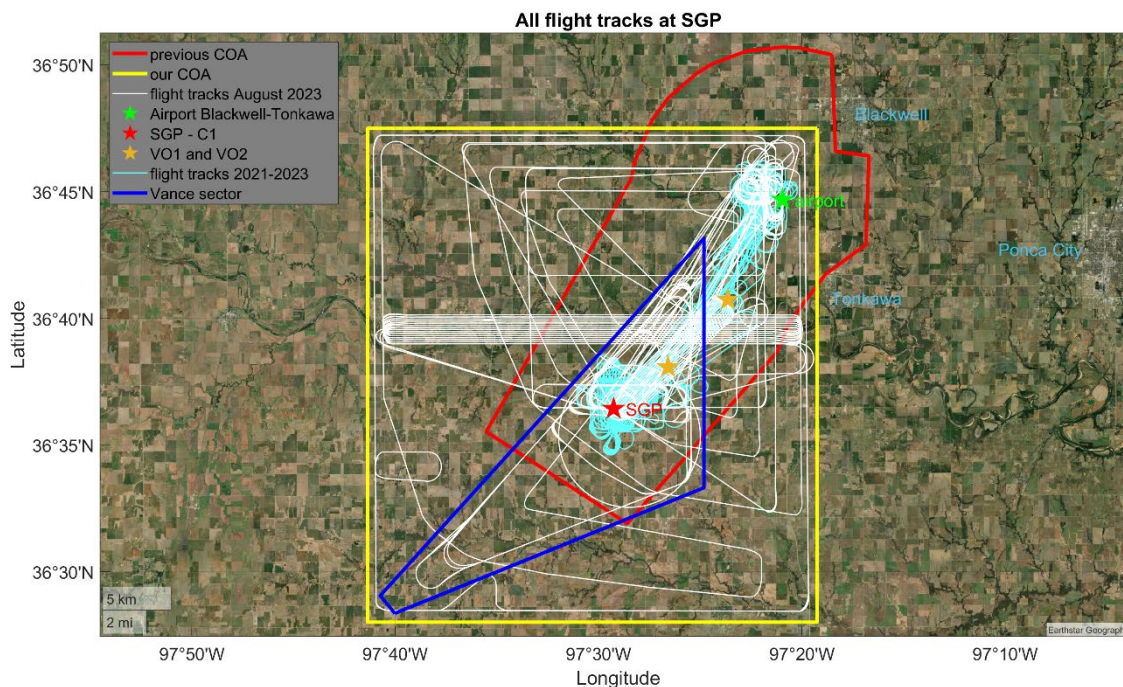 All flight tracks at SGP
previous COA
our COA
flight tracks August 2023
Airport Blackwell-Tonkawa
SGP - C1
VO1 and VO2
flight tracks 2021-2023
Vance sector
36°50'N
36°45'N
36°40'N
36°35'N
36°30'N
Latitude
Blackwell
airport
Ponca City
Tonkawa
SGP
5 km
2 mi
Earthstar Geograph
97°50'W
97°40'W
97°30'W
97°20'W
97°10'W
Longitude